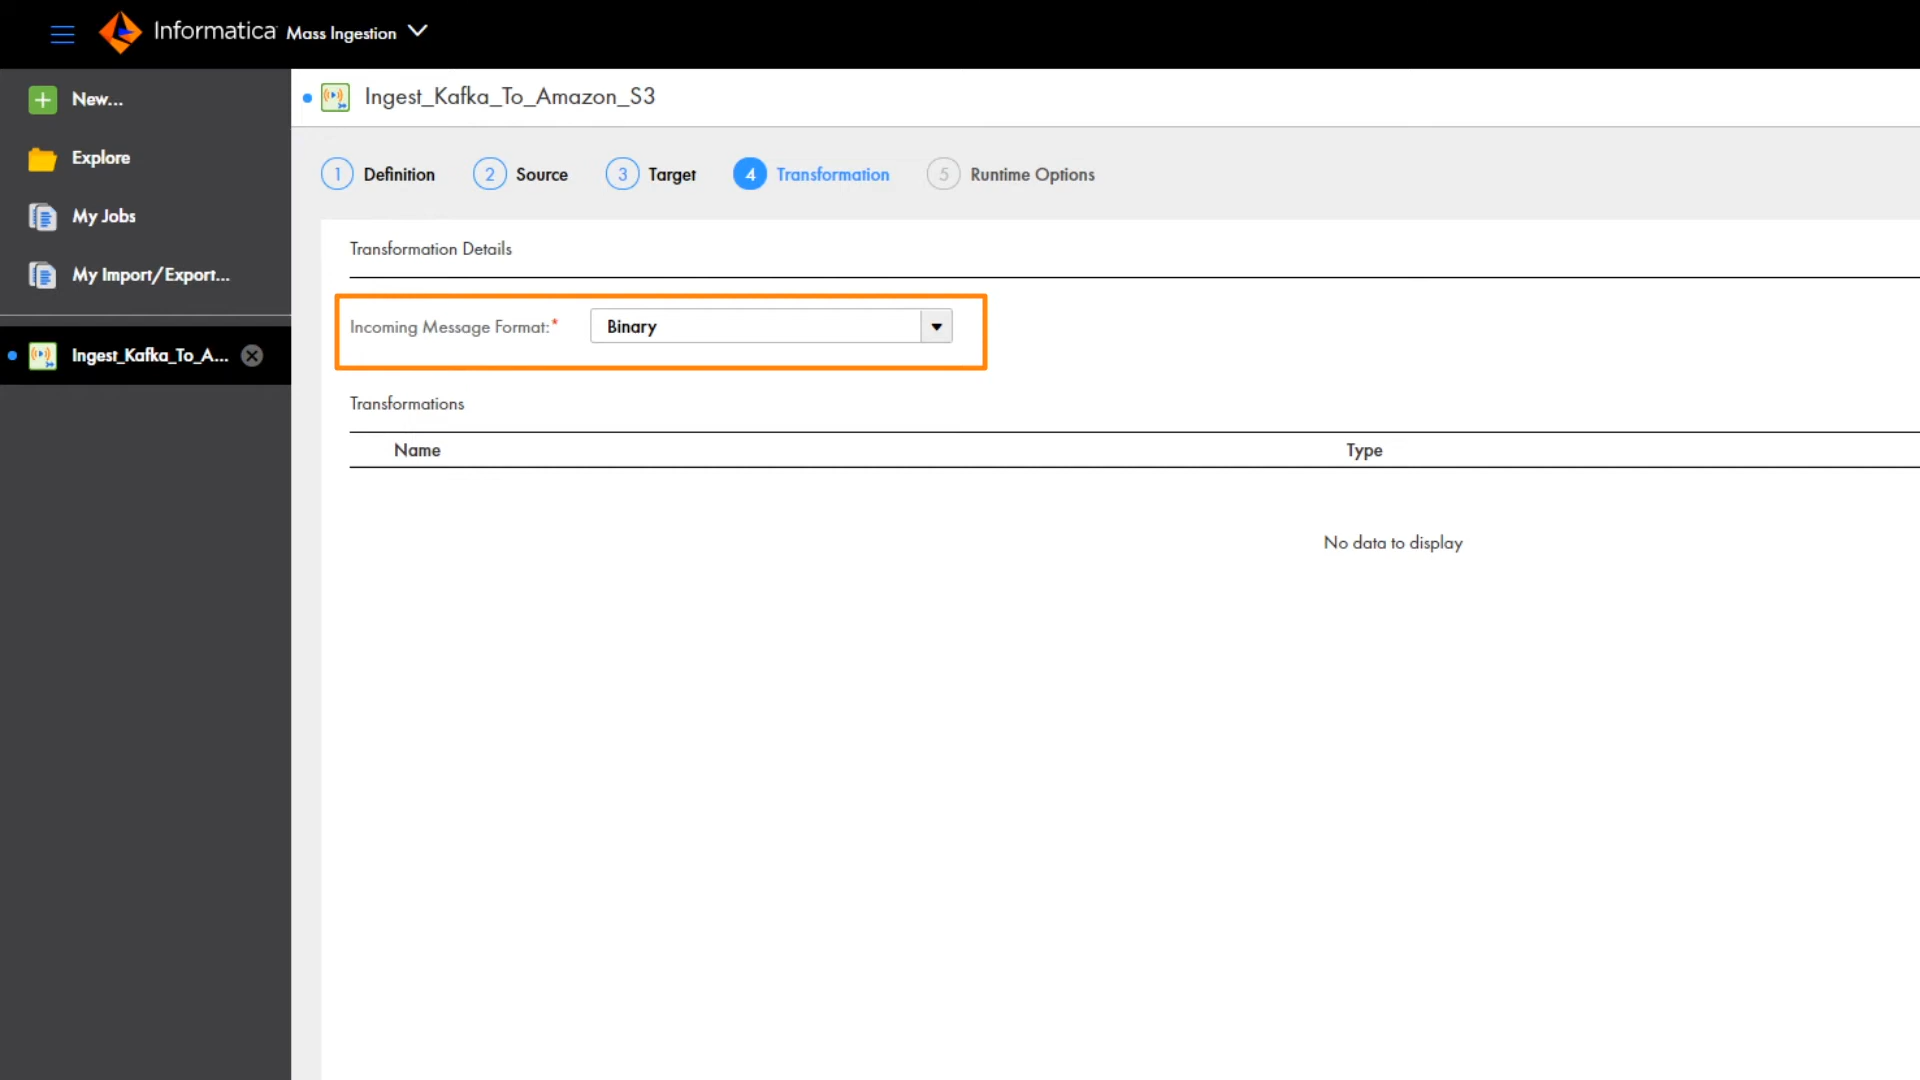 Informatica Mass Ingestion
New...
Explore
My Jobs
My Import/Export...
Ingest_Kafka_To_A...
Ingest_Kafka_To_Amazon_S3
1 Definition 2 Source 3 Target 4 Transformation 5 Runtime Options
Transformation Details
Incoming Message Format:* Binary
Transformations
Name Type
No data to display